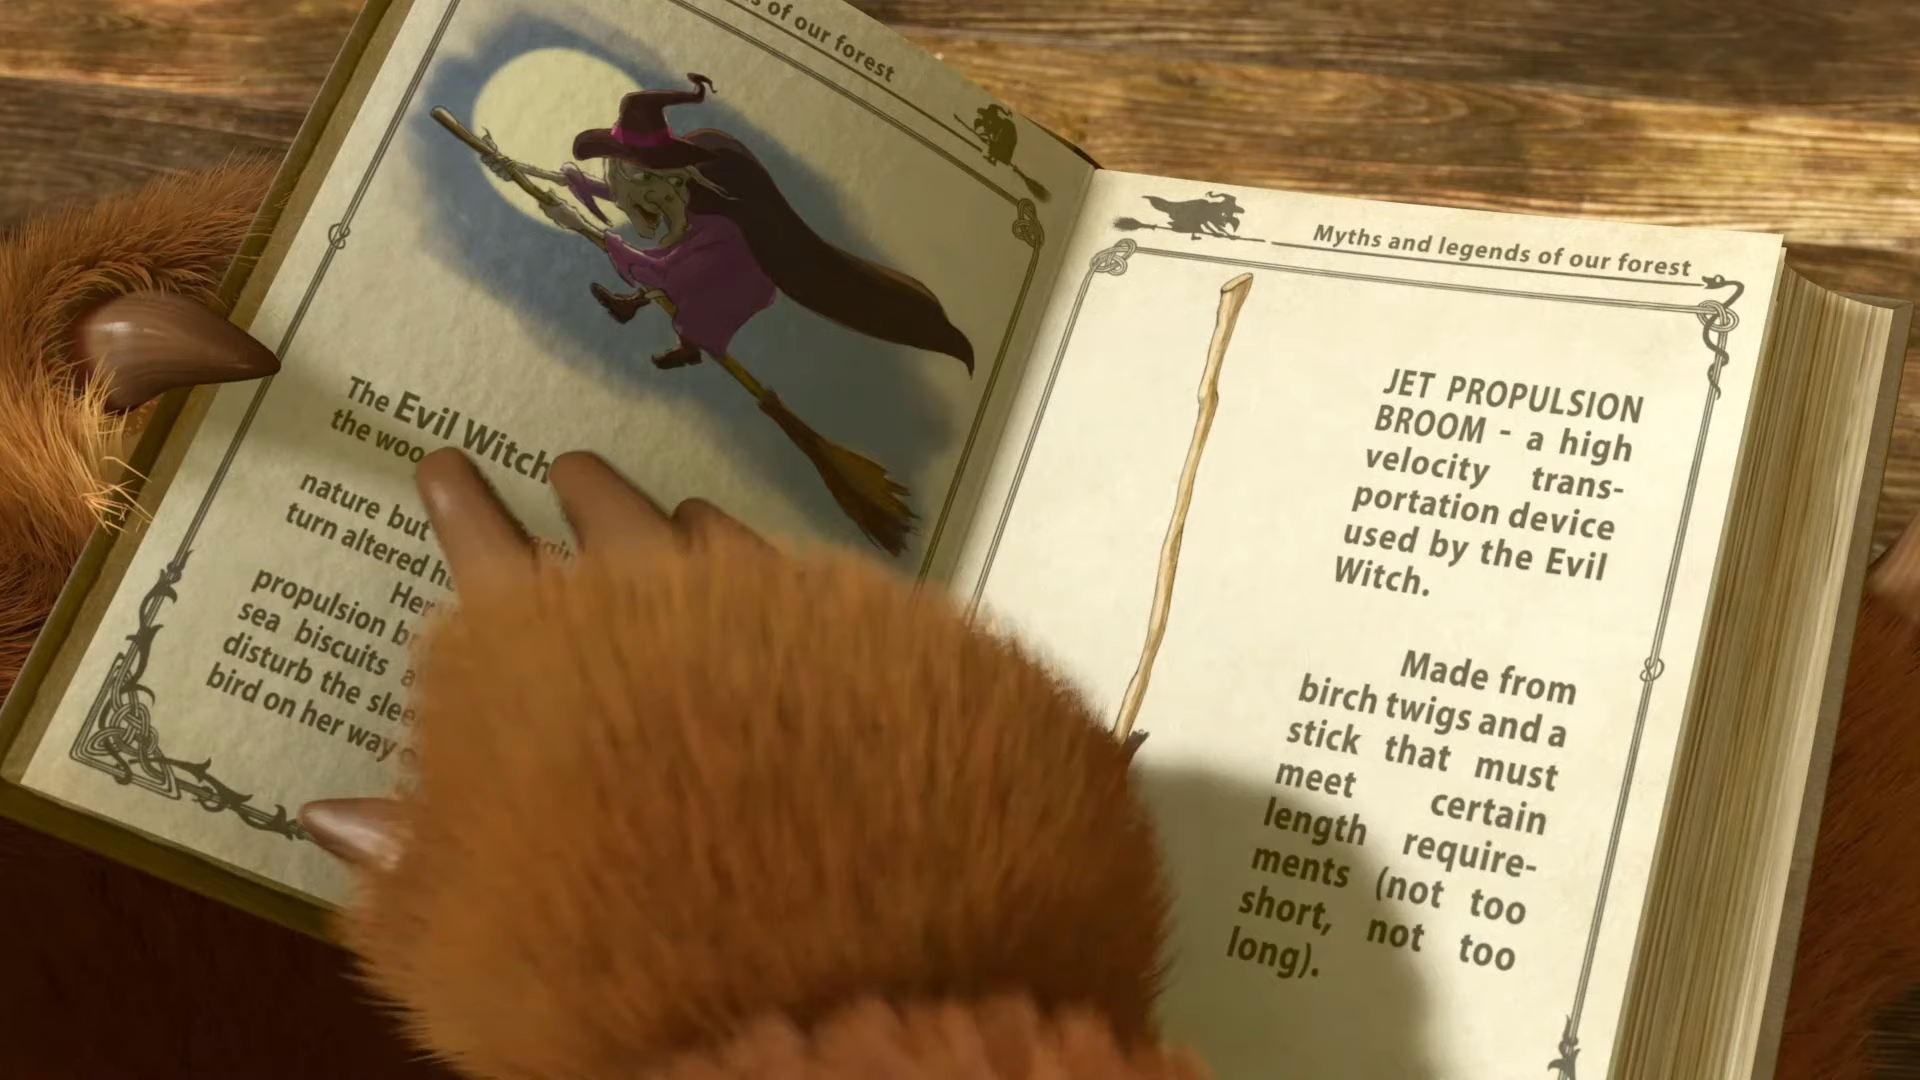 s of our forest
The Evil Witch
the woo
nature but
turn altered he
Her
propulsion br
sea biscuits a
disturb the slee
bird on her way
Myths and legends of our forest
JET PROPULSION
BROOM - a high
velocity trans-
portation device
used by the Evil
Witch.
Made from
birch twigs and a
stick that must
meet certain
length require-
ments (not too
short, not too
long).